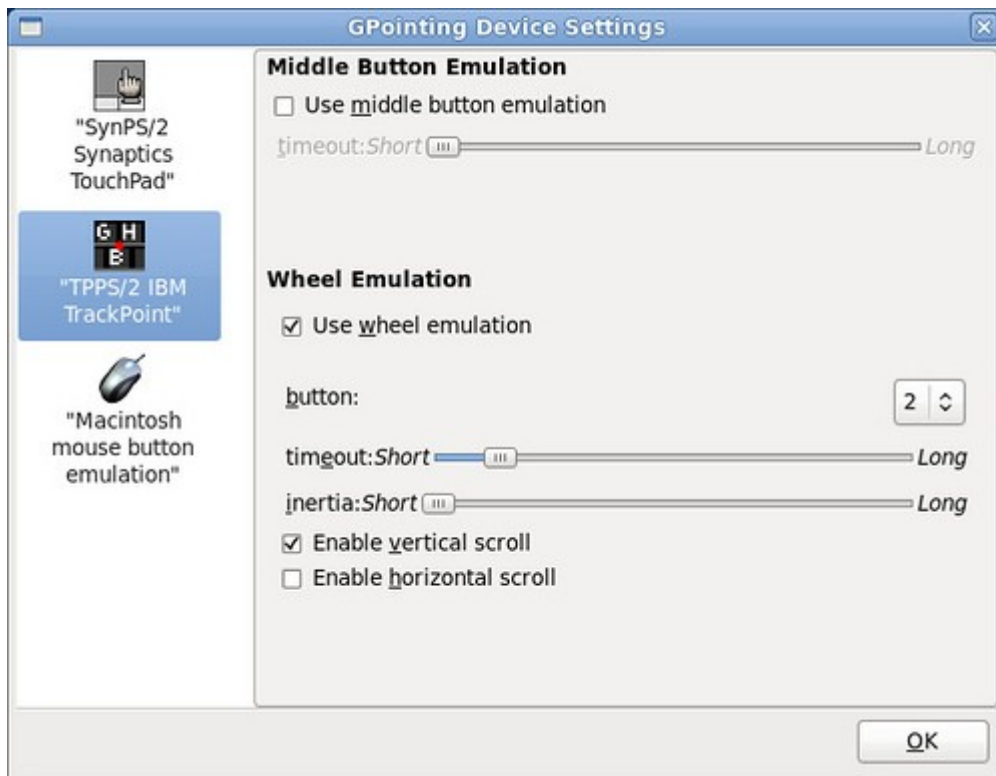 GPointing Device Settings
"SynPS/2
Synaptics
TouchPad"
G H
B
"TPPS/2 IBM
TrackPoint"
"Macintosh
mouse button
emulation"
Middle Button Emulation
Use middle button emulation
timeout: Short Long
Wheel Emulation
Use wheel emulation
button: 2
timeout: Short Long
inertia: Short Long
Enable vertical scroll
Enable horizontal scroll
OK